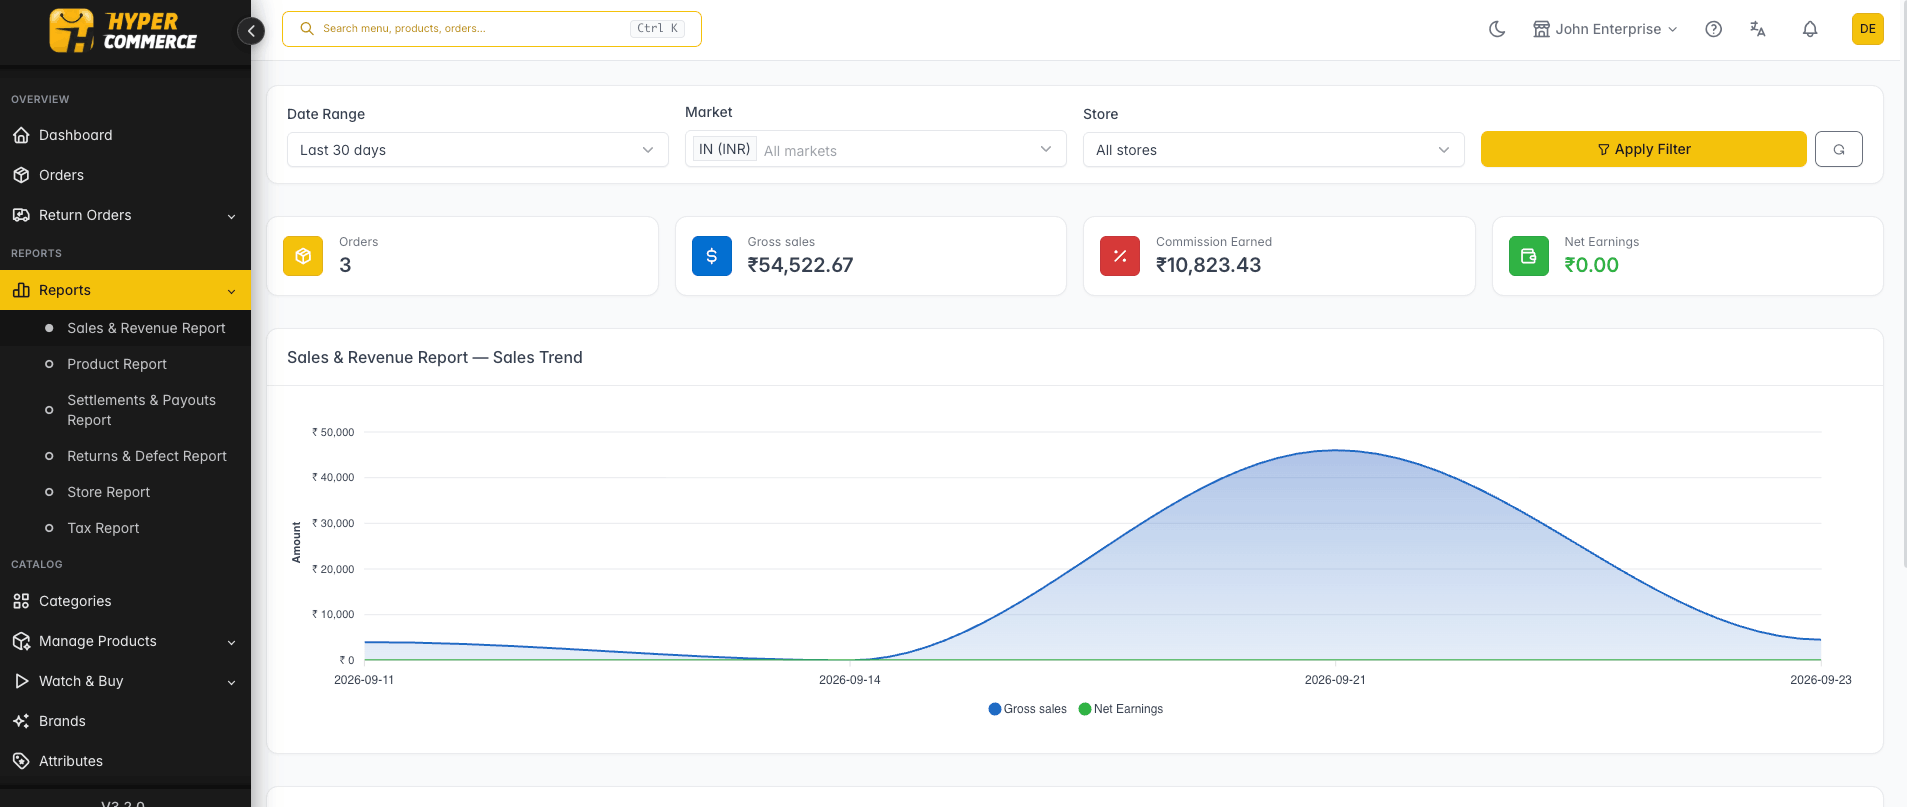 HYPER
COMMERCE
Search menu, products, orders...
Ctrl K
John Enterprise
DE
OVERVIEW
Dashboard
Orders
Return Orders
REPORTS
Reports
Sales & Revenue Report
Product Report
Settlements & Payouts
Report
Returns & Defect Report
Store Report
Tax Report
CATALOG
Categories
Manage Products
Watch & Buy
Brands
Attributes
V3.2.0
Date Range
Last 30 days
Market
IN (INR) All markets
Store
All stores
Apply Filter
Orders
3
Gross sales
₹54,522.67
Commission Earned
₹10,823.43
Net Earnings
₹0.00
Sales & Revenue Report — Sales Trend
Amount
₹ 50,000
₹ 40,000
₹ 30,000
₹ 20,000
₹ 10,000
₹ 0
2026-09-11 2026-09-14 2026-09-21 2026-09-23
Gross sales Net Earnings